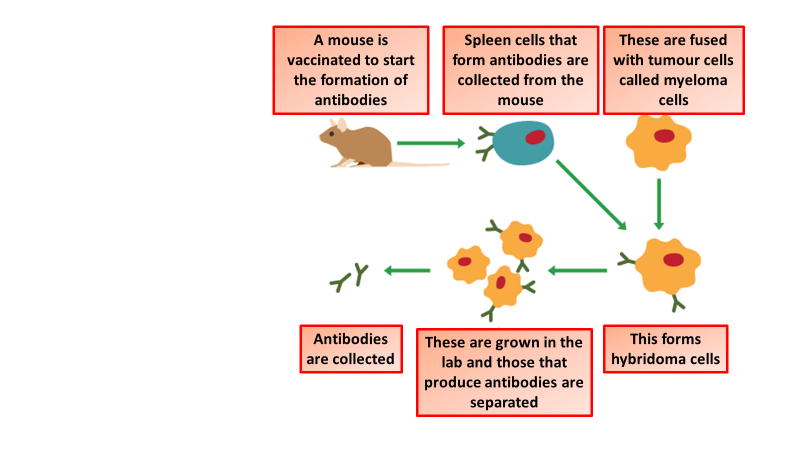 A mouse is
vaccinated to start
the formation of
antibodies
Spleen cells that
form antibodies are
collected from the
mouse
These are fused
with tumour cells
called myeloma
cells
Antibodies
are collected
These are grown in the
lab and those that
produce antibodies are
separated
This forms
hybridoma cells